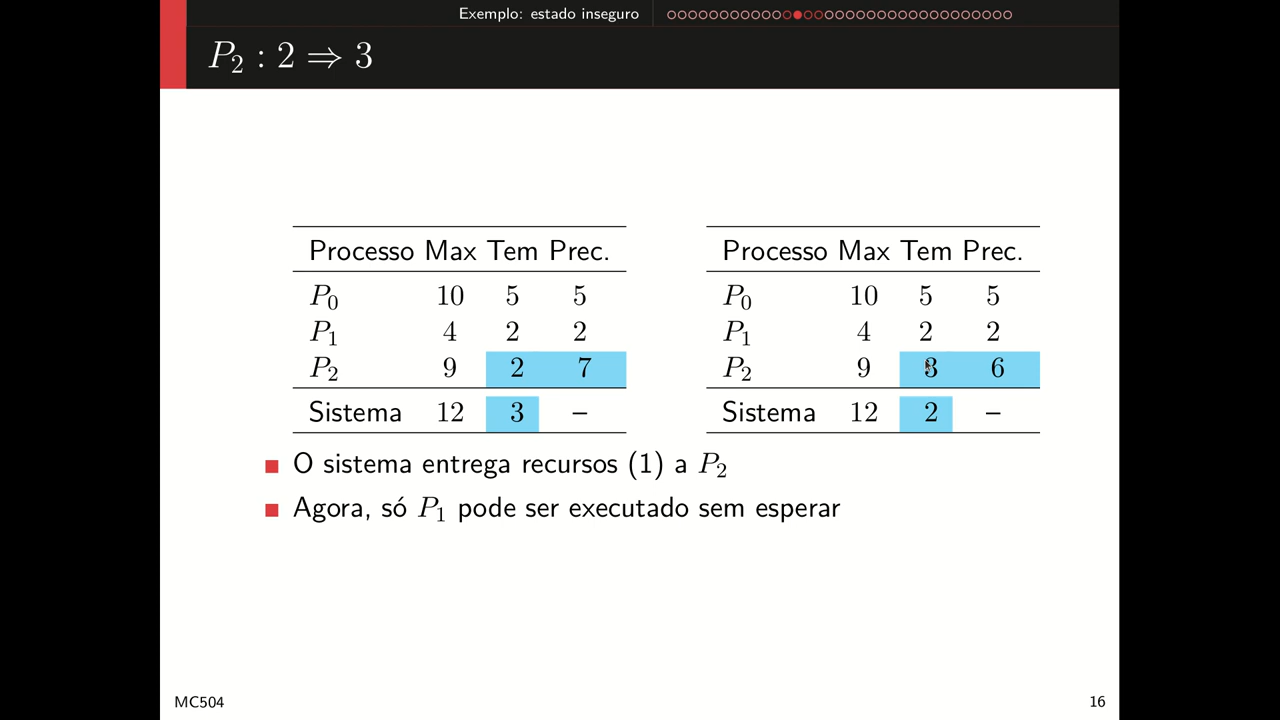 Exemplo: estado inseguro
P₂ : 2 ⇒ 3
Processo Max Tem Prec.
P₀ 10 5 5
P₁ 4 2 2
P₂ 9 2 7
Sistema 12 3 –
Processo Max Tem Prec.
P₀ 10 5 5
P₁ 4 2 2
P₂ 9 3 6
Sistema 12 2 –
O sistema entrega recursos (1) a P₂
Agora, só P₁ pode ser executado sem esperar
MC504
16